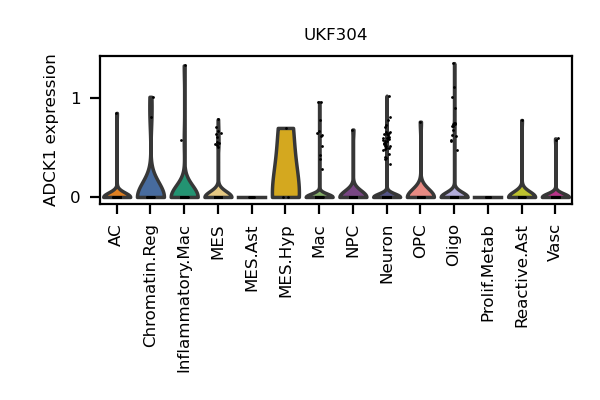 UKF304
ADCK1 expression
1
0
AC
Chromatin.Reg
Inflammatory.Mac
MES
MES.Ast
MES.Hyp
Mac
NPC
Neuron
OPC
Oligo
Prolif.Metab
Reactive.Ast
Vasc